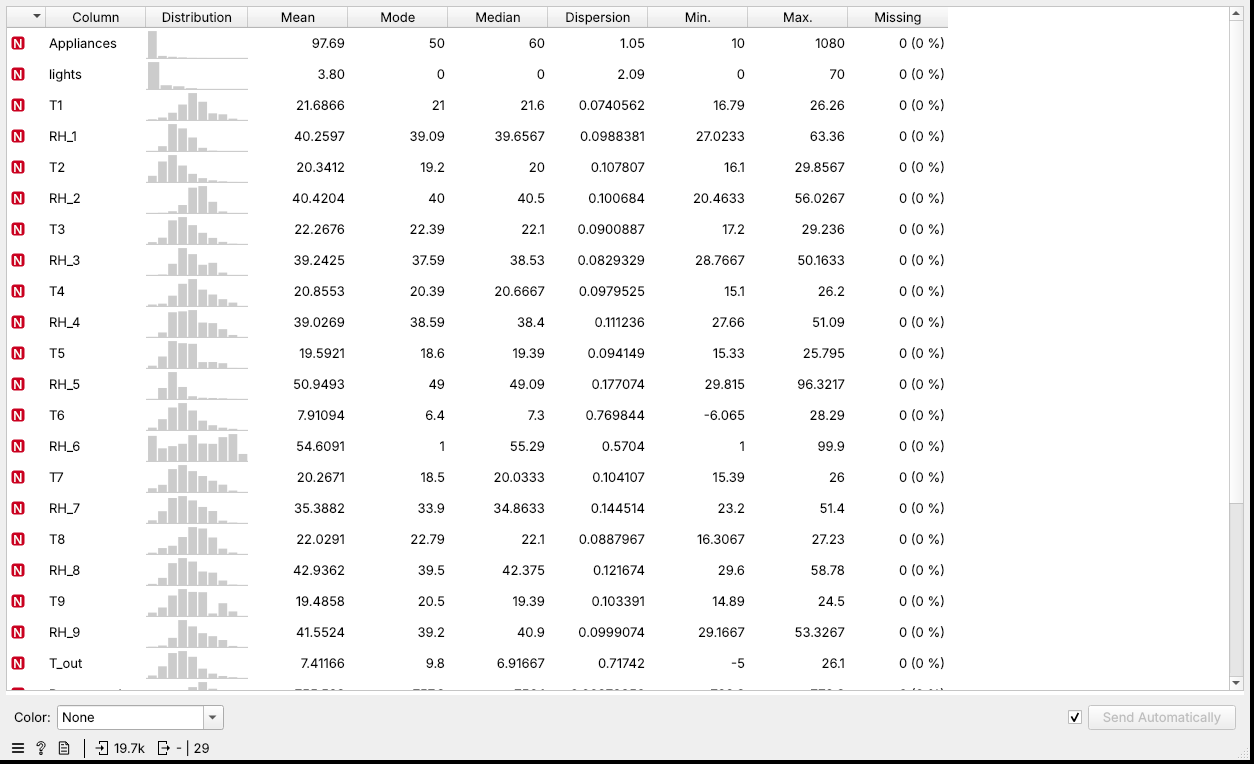 Column Distribution Mean Mode Median Dispersion Min. Max. Missing
N Appliances 97.69 50 60 1.05 10 1080 0 (0 %)
N lights 3.80 0 0 2.09 0 70 0 (0 %)
N T1 21.6866 21 21.6 0.0740562 16.79 26.26 0 (0 %)
N RH_1 40.2597 39.09 39.6567 0.0988381 27.0233 63.36 0 (0 %)
N T2 20.3412 19.2 20 0.107807 16.1 29.8567 0 (0 %)
N RH_2 40.4204 40 40.5 0.100684 20.4633 56.0267 0 (0 %)
N T3 22.2676 22.39 22.1 0.0900887 17.2 29.236 0 (0 %)
N RH_3 39.2425 37.59 38.53 0.0829329 28.7667 50.1633 0 (0 %)
N T4 20.8553 20.39 20.6667 0.0979525 15.1 26.2 0 (0 %)
N RH_4 39.0269 38.59 38.4 0.111236 27.66 51.09 0 (0 %)
N T5 19.5921 18.6 19.39 0.094149 15.33 25.795 0 (0 %)
N RH_5 50.9493 49 49.09 0.177074 29.815 96.3217 0 (0 %)
N T6 7.91094 6.4 7.3 0.769844 -6.065 28.29 0 (0 %)
N RH_6 54.6091 1 55.29 0.5704 1 99.9 0 (0 %)
N T7 20.2671 18.5 20.0333 0.104107 15.39 26 0 (0 %)
N RH_7 35.3882 33.9 34.8633 0.144514 23.2 51.4 0 (0 %)
N T8 22.0291 22.79 22.1 0.0887967 16.3067 27.23 0 (0 %)
N RH_8 42.9362 39.5 42.375 0.121674 29.6 58.78 0 (0 %)
N T9 19.4858 20.5 19.39 0.103391 14.89 24.5 0 (0 %)
N RH_9 41.5524 39.2 40.9 0.0999074 29.1667 53.3267 0 (0 %)
N T_out 7.41166 9.8 6.91667 0.71742 -5 26.1 0 (0 %)
Color: None Send Automatically
? 19.7k - | 29